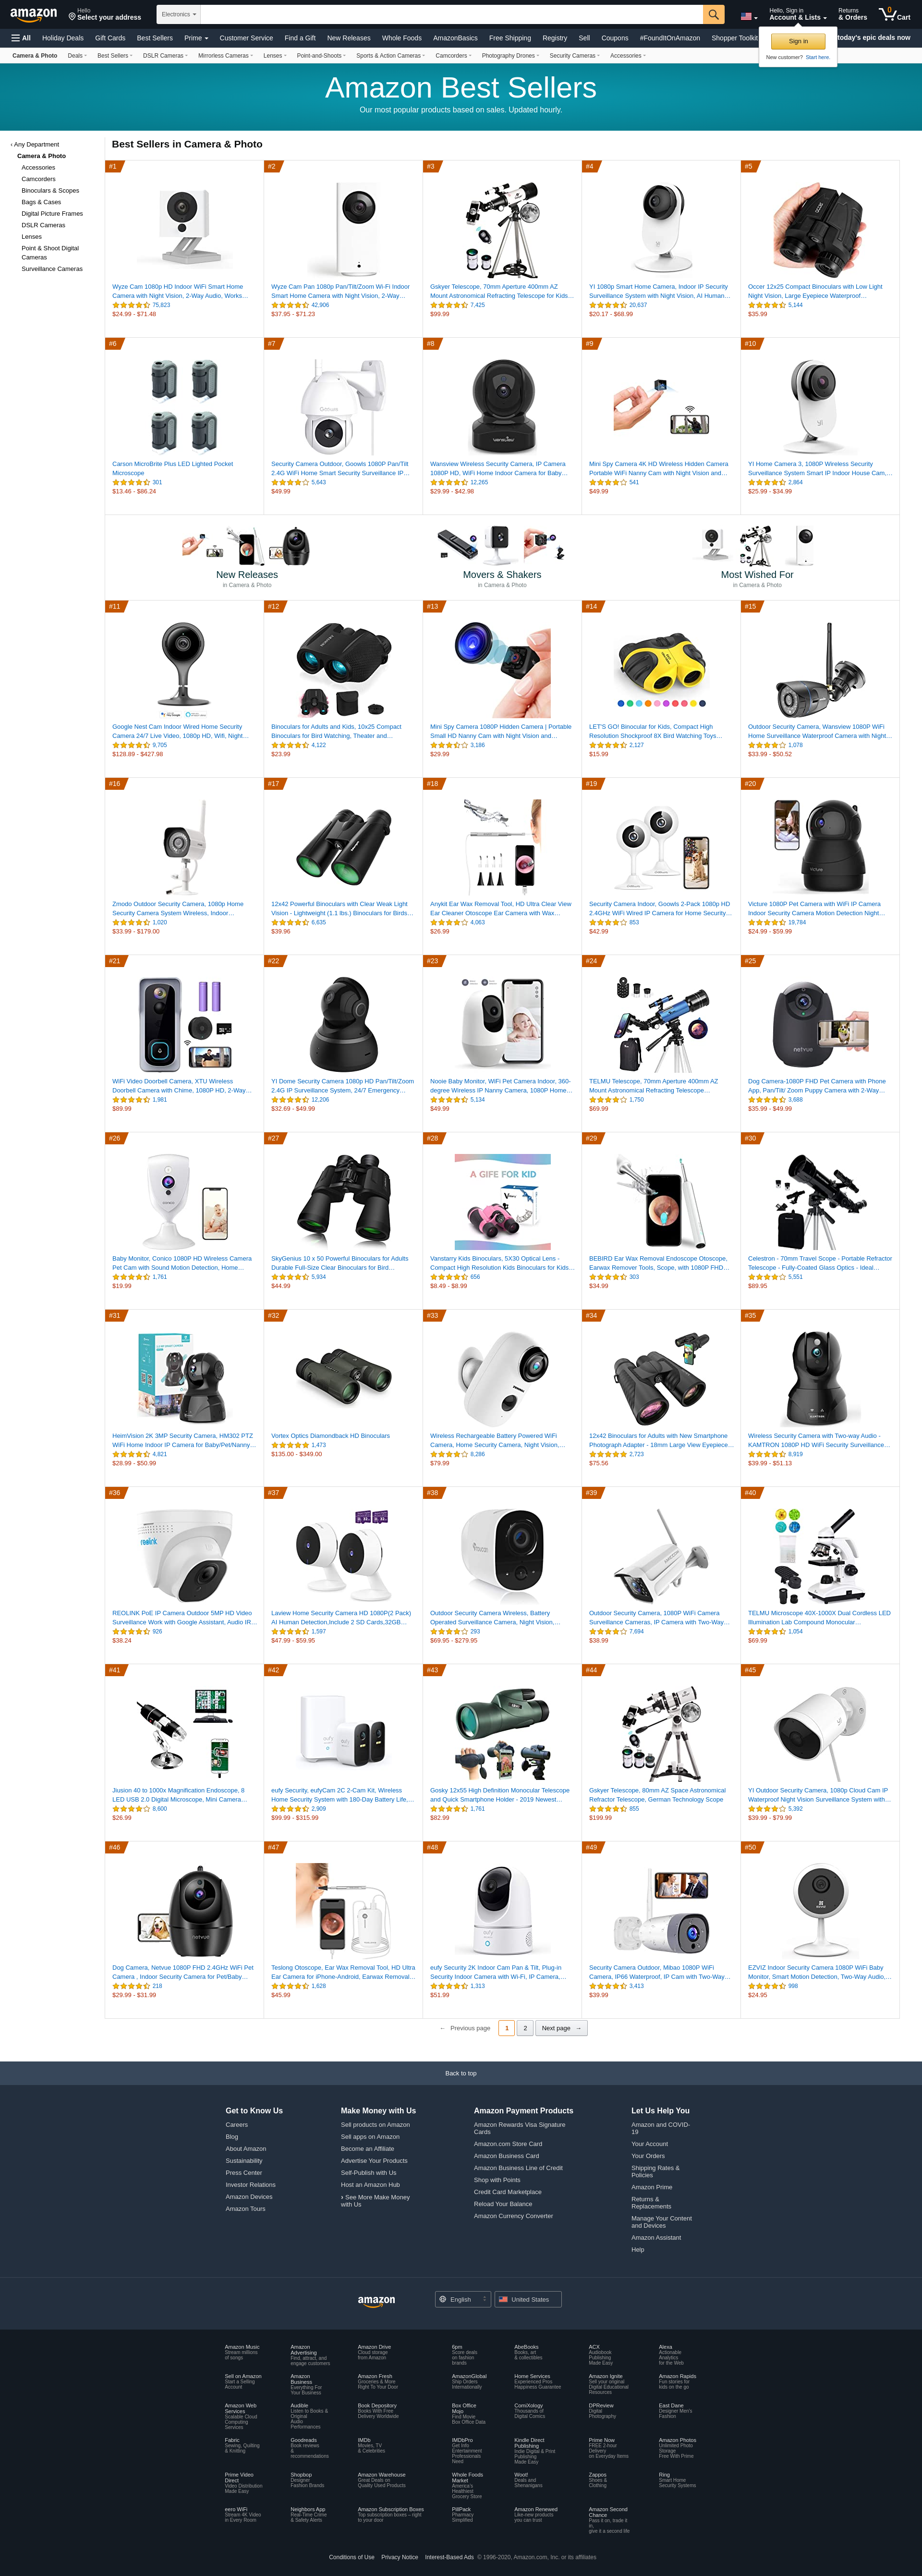 amazon
Hello
Select your address
Electronics
Hello, Sign in
Account & Lists
Returns
& Orders
0
Cart
All
Holiday Deals
Gift Cards
Best Sellers
Prime
Customer Service
Find a Gift
New Releases
Whole Foods
AmazonBasics
Free Shipping
Registry
Sell
Coupons
#FoundItOnAmazon
Shopper Toolkit
today's epic deals now
Sign in
New customer? Start here.
Camera & Photo
Deals
Best Sellers
DSLR Cameras
Mirrorless Cameras
Lenses
Point-and-Shoots
Sports & Action Cameras
Camcorders
Photography Drones
Security Cameras
Accessories
Amazon Best Sellers
Our most popular products based on sales. Updated hourly.
‹ Any Department
Camera & Photo
Accessories
Camcorders
Binoculars & Scopes
Bags & Cases
Digital Picture Frames
DSLR Cameras
Lenses
Point & Shoot Digital
Cameras
Surveillance Cameras
Best Sellers in Camera & Photo
#1
Wyze Cam 1080p HD Indoor WiFi Smart Home
Camera with Night Vision, 2-Way Audio, Works…
75,823
$24.99 - $71.48
#2
Wyze Cam Pan 1080p Pan/Tilt/Zoom Wi-Fi Indoor
Smart Home Camera with Night Vision, 2-Way…
42,906
$37.95 - $71.23
#3
Gskyer Telescope, 70mm Aperture 400mm AZ
Mount Astronomical Refracting Telescope for Kids…
7,425
$99.99
#4
YI 1080p Smart Home Camera, Indoor IP Security
Surveillance System with Night Vision, AI Human…
20,637
$20.17 - $68.99
#5
Occer 12x25 Compact Binoculars with Low Light
Night Vision, Large Eyepiece Waterproof…
5,144
$35.99
#6
Carson MicroBrite Plus LED Lighted Pocket
Microscope
301
$13.46 - $86.24
#7
Security Camera Outdoor, Goowls 1080P Pan/Tilt
2.4G WiFi Home Smart Security Surveillance IP…
5,643
$49.99
#8
Wansview Wireless Security Camera, IP Camera
1080P HD, WiFi Home Indoor Camera for Baby…
12,265
$29.99 - $42.98
#9
Mini Spy Camera 4K HD Wireless Hidden Camera
Portable WiFi Nanny Cam with Night Vision and…
541
$49.99
#10
YI Home Camera 3, 1080P Wireless Security
Surveillance System Smart IP Indoor House Cam,…
2,864
$25.99 - $34.99
New Releases
in Camera & Photo
Movers & Shakers
in Camera & Photo
Most Wished For
in Camera & Photo
#11
Google Nest Cam Indoor Wired Home Security
Camera 24/7 Live Video, 1080p HD, Wifi, Night…
9,705
$128.89 - $427.98
#12
Binoculars for Adults and Kids, 10x25 Compact
Binoculars for Bird Watching, Theater and…
4,122
$23.99
#13
Mini Spy Camera 1080P Hidden Camera | Portable
Small HD Nanny Cam with Night Vision and…
3,186
$29.99
#14
LET'S GO! Binocular for Kids, Compact High
Resolution Shockproof 8X Bird Watching Toys…
2,127
$15.99
#15
Outdoor Security Camera, Wansview 1080P WiFi
Home Surveillance Waterproof Camera with Night…
1,078
$33.99 - $50.52
#16
Zmodo Outdoor Security Camera, 1080p Home
Security Camera System Wireless, Indoor…
1,020
$33.99 - $179.00
#17
12x42 Powerful Binoculars with Clear Weak Light
Vision - Lightweight (1.1 lbs.) Binoculars for Birds…
6,635
$39.96
#18
Anykit Ear Wax Removal Tool, HD Ultra Clear View
Ear Cleaner Otoscope Ear Camera with Wax…
4,063
$26.99
#19
Security Camera Indoor, Goowls 2-Pack 1080p HD
2.4GHz WiFi Wired IP Camera for Home Security…
853
$42.99
#20
Victure 1080P Pet Camera with WiFi IP Camera
Indoor Security Camera Motion Detection Night…
19,784
$24.99 - $59.99
#21
WiFi Video Doorbell Camera, XTU Wireless
Doorbell Camera with Chime, 1080P HD, 2-Way…
1,981
$89.99
#22
YI Dome Security Camera 1080p HD Pan/Tilt/Zoom
2.4G IP Surveillance System, 24/7 Emergency…
12,206
$32.69 - $49.99
#23
Nooie Baby Monitor, WiFi Pet Camera Indoor, 360-
degree Wireless IP Nanny Camera, 1080P Home…
5,134
$49.99
#24
TELMU Telescope, 70mm Aperture 400mm AZ
Mount Astronomical Refracting Telescope…
1,750
$69.99
#25
netvue
Dog Camera-1080P FHD Pet Camera with Phone
App, Pan/Tilt/ Zoom Puppy Camera with 2-Way…
3,688
$35.99 - $49.99
#26
Baby Monitor, Conico 1080P HD Wireless Camera
Pet Cam with Sound Motion Detection, Home…
1,761
$19.99
#27
SkyGenius 10 x 50 Powerful Binoculars for Adults
Durable Full-Size Clear Binoculars for Bird…
5,934
$44.99
#28
A GIFE FOR KID
Vanstarry Kids Binoculars, 5X30 Optical Lens -
Compact High Resolution Kids Binoculars for Kids…
656
$8.49 - $8.99
#29
BEBIRD Ear Wax Removal Endoscope Otoscope,
Earwax Remover Tools, Scope, with 1080P FHD…
303
$34.99
#30
Celestron - 70mm Travel Scope - Portable Refractor
Telescope - Fully-Coated Glass Optics - Ideal…
5,551
$89.95
#31
HeimVision 2K 3MP Security Camera, HM302 PTZ
WiFi Home Indoor IP Camera for Baby/Pet/Nanny…
4,821
$28.99 - $50.99
#32
Vortex Optics Diamondback HD Binoculars
1,473
$135.00 - $349.00
#33
Wireless Rechargeable Battery Powered WiFi
Camera, Home Security Camera, Night Vision,…
8,286
$79.99
#34
12x42 Binoculars for Adults with New Smartphone
Photograph Adapter - 18mm Large View Eyepiece…
2,723
$75.56
#35
Wireless Security Camera with Two-way Audio -
KAMTRON 1080P HD WiFi Security Surveillance…
8,919
$39.99 - $51.13
#36
reolink
REOLINK PoE IP Camera Outdoor 5MP HD Video
Surveillance Work with Google Assistant, Audio IR…
926
$38.24
#37
Laview Home Security Camera HD 1080P(2 Pack)
AI Human Detection,Include 2 SD Cards,32GB…
1,597
$47.99 - $59.95
#38
Outdoor Security Camera Wireless, Battery
Operated Surveillance Camera, Night Vision,…
293
$69.95 - $279.95
#39
Outdoor Security Camera, 1080P WiFi Camera
Surveillance Cameras, IP Camera with Two-Way…
7,694
$38.99
#40
TELMU Microscope 40X-1000X Dual Cordless LED
Illumination Lab Compound Monocular…
1,054
$69.99
#41
Jiusion 40 to 1000x Magnification Endoscope, 8
LED USB 2.0 Digital Microscope, Mini Camera…
8,600
$26.99
#42
eufy Security, eufyCam 2C 2-Cam Kit, Wireless
Home Security System with 180-Day Battery Life,…
2,909
$99.99 - $315.99
#43
Gosky 12x55 High Definition Monocular Telescope
and Quick Smartphone Holder - 2019 Newest…
1,761
$82.99
#44
Gskyer Telescope, 80mm AZ Space Astronomical
Refractor Telescope, German Technology Scope
855
$199.99
#45
YI Outdoor Security Camera, 1080p Cloud Cam IP
Waterproof Night Vision Surveillance System with…
5,392
$39.99 - $79.99
#46
netvue
Dog Camera, Netvue 1080P FHD 2.4GHz WiFi Pet
Camera , Indoor Security Camera for Pet/Baby…
218
$29.99 - $31.99
#47
Teslong Otoscope, Ear Wax Removal Tool, HD Ultra
Ear Camera for iPhone-Android, Earwax Removal…
1,628
$45.99
#48
eufy
eufy Security 2K Indoor Cam Pan & Tilt, Plug-in
Security Indoor Camera with Wi-Fi, IP Camera,…
1,313
$51.99
#49
Security Camera Outdoor, Mibao 1080P WiFi
Camera, IP66 Waterproof, IP Cam with Two-Way…
3,413
$39.99
#50
EZVIZ Indoor Security Camera 1080P WiFi Baby
Monitor, Smart Motion Detection, Two-Way Audio,…
998
$24.95
← Previous page
1
2
Next page →
Back to top
Get to Know Us
Careers
Blog
About Amazon
Sustainability
Press Center
Investor Relations
Amazon Devices
Amazon Tours
Make Money with Us
Sell products on Amazon
Sell apps on Amazon
Become an Affiliate
Advertise Your Products
Self-Publish with Us
Host an Amazon Hub
› See More Make Money
with Us
Amazon Payment Products
Amazon Rewards Visa Signature
Cards
Amazon.com Store Card
Amazon Business Card
Amazon Business Line of Credit
Shop with Points
Credit Card Marketplace
Reload Your Balance
Amazon Currency Converter
Let Us Help You
Amazon and COVID-
19
Your Account
Your Orders
Shipping Rates &
Policies
Amazon Prime
Returns &
Replacements
Manage Your Content
and Devices
Amazon Assistant
Help
amazon
English
United States
Amazon Music
Stream millions
of songs
Amazon
Advertising
Find, attract, and
engage customers
Amazon Drive
Cloud storage
from Amazon
6pm
Score deals
on fashion
brands
AbeBooks
Books, art
& collectibles
ACX
Audiobook
Publishing
Made Easy
Alexa
Actionable
Analytics
for the Web
Sell on Amazon
Start a Selling
Account
Amazon
Business
Everything For
Your Business
Amazon Fresh
Groceries & More
Right To Your Door
AmazonGlobal
Ship Orders
Internationally
Home Services
Experienced Pros
Happiness Guarantee
Amazon Ignite
Sell your original
Digital Educational
Resources
Amazon Rapids
Fun stories for
kids on the go
Amazon Web
Services
Scalable Cloud
Computing
Services
Audible
Listen to Books &
Original
Audio
Performances
Book Depository
Books With Free
Delivery Worldwide
Box Office
Mojo
Find Movie
Box Office Data
ComiXology
Thousands of
Digital Comics
DPReview
Digital
Photography
East Dane
Designer Men's
Fashion
Fabric
Sewing, Quilting
& Knitting
Goodreads
Book reviews
&
recommendations
IMDb
Movies, TV
& Celebrities
IMDbPro
Get Info
Entertainment
Professionals
Need
Kindle Direct
Publishing
Indie Digital & Print
Publishing
Made Easy
Prime Now
FREE 2-hour
Delivery
on Everyday Items
Amazon Photos
Unlimited Photo
Storage
Free With Prime
Prime Video
Direct
Video Distribution
Made Easy
Shopbop
Designer
Fashion Brands
Amazon Warehouse
Great Deals on
Quality Used Products
Whole Foods
Market
America's
Healthiest
Grocery Store
Woot!
Deals and
Shenanigans
Zappos
Shoes &
Clothing
Ring
Smart Home
Security Systems
eero WiFi
Stream 4K Video
in Every Room
Neighbors App
Real-Time Crime
& Safety Alerts
Amazon Subscription Boxes
Top subscription boxes – right
to your door
PillPack
Pharmacy
Simplified
Amazon Renewed
Like-new products
you can trust
Amazon Second
Chance
Pass it on, trade it
in,
give it a second life
Conditions of Use
Privacy Notice
Interest-Based Ads
© 1996-2020, Amazon.com, Inc. or its affiliates